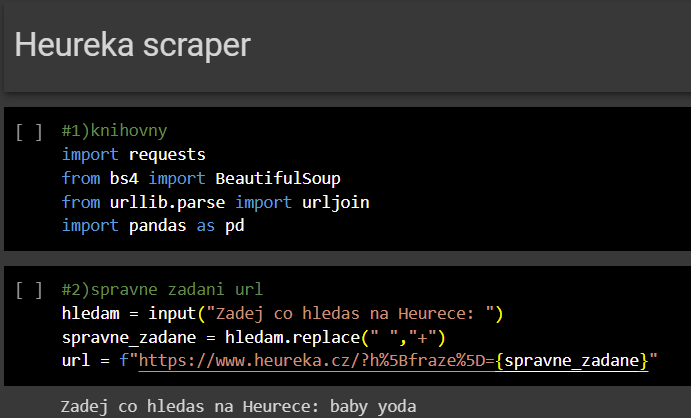 Heureka scraper
[ ] #1)knihovny
import requests
from bs4 import BeautifulSoup
from urllib.parse import urljoin
import pandas as pd
[ ] #2)spravne zadani url
hledam = input("Zadej co hledas na Heurece: ")
spravne_zadane = hledam.replace(" ","+")
url = f"https://www.heureka.cz/?h%5Bfraze%5D={spravne_zadane}"
Zadej co hledas na Heurece: baby yoda